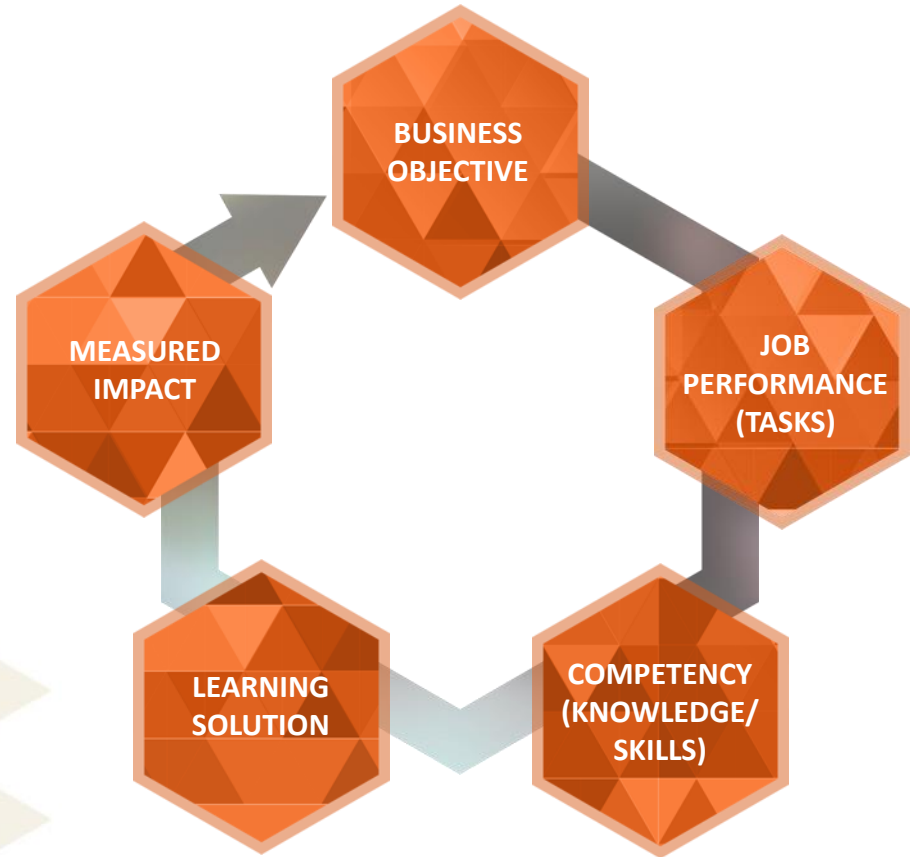 BUSINESS
OBJECTIVE
JOB
PERFORMANCE
(TASKS)
COMPETENCY
(KNOWLEDGE/
SKILLS)
LEARNING
SOLUTION
MEASURED
IMPACT